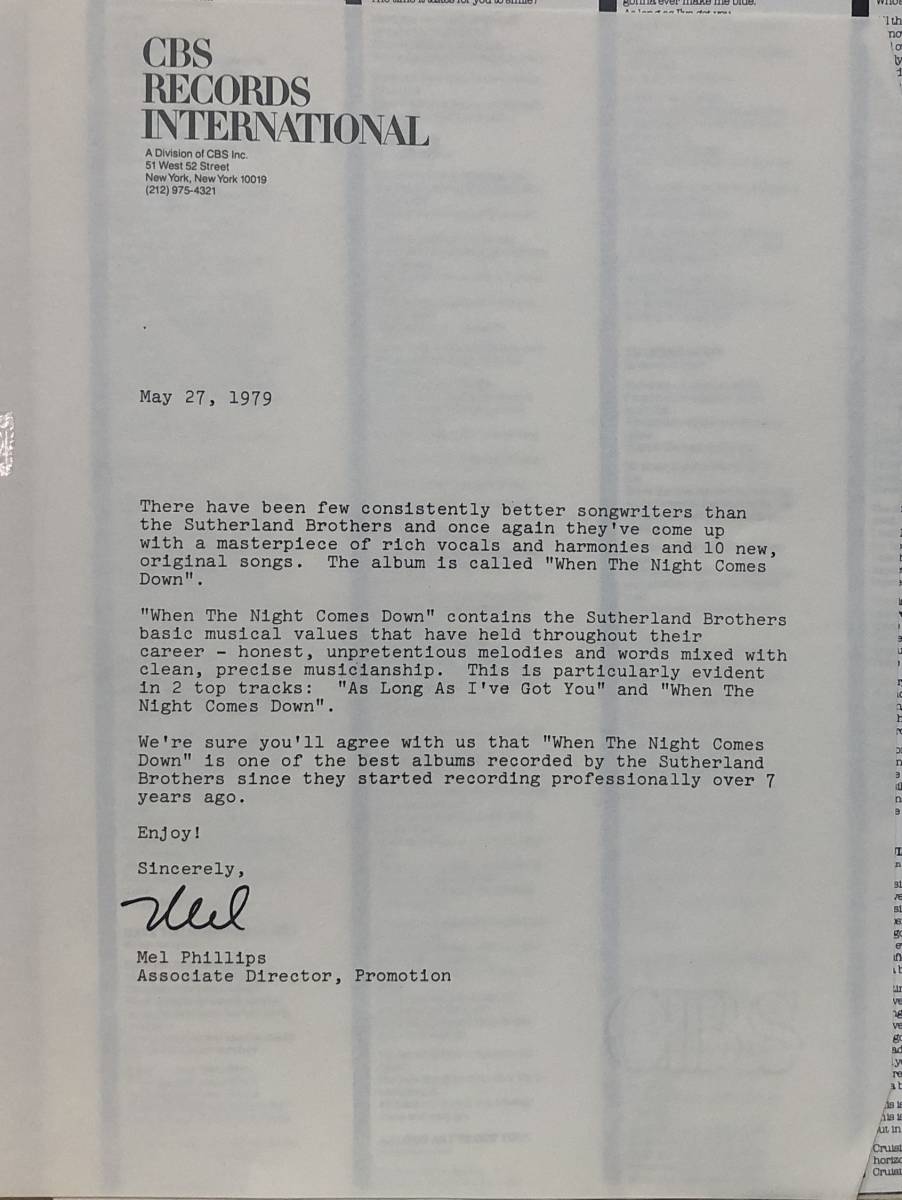 gonna ever make me blue.
CBS
RECORDS
INTERNATIONAL
A Division of CBS Inc.
51 West 52 Street
New York, New York 10019
(212) 975-4321
May 27, 1979
There have been few consistently better songwriters than
the Sutherland Brothers and once again they've come up
with a masterpiece of rich vocals and harmonies and 10 new,
original songs.  The album is called "When The Night Comes
Down".
"When The Night Comes Down" contains the Sutherland Brothers
basic musical values that have held throughout their
career - honest, unpretentious melodies and words mixed with
clean, precise musicianship.  This is particularly evident
in 2 top tracks:  "As Long As I've Got You" and "When The
Night Comes Down".
We're sure you'll agree with us that "When The Night Comes
Down" is one of the best albums recorded by the Sutherland
Brothers since they started recording professionally over 7
years ago.
Enjoy!
Sincerely,
Mel
Mel Phillips
Associate Director, Promotion